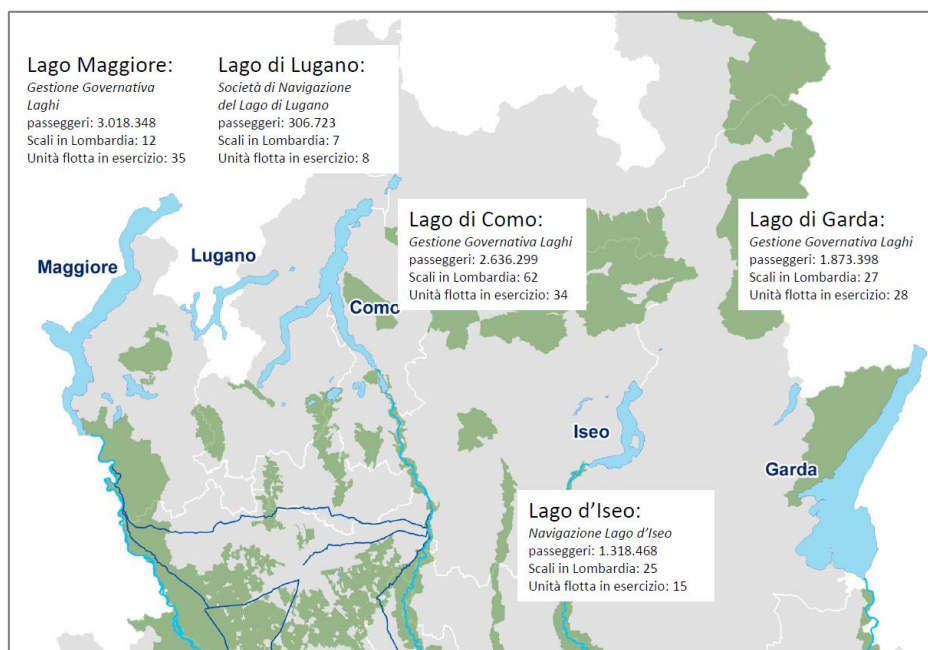 Lago Maggiore:
Gestione Governativa
Laghi
passeggeri: 3.018.348
Scali in Lombardia: 12
Unità flotta in esercizio: 35
Lago di Lugano:
Società di Navigazione
del Lago di Lugano
passeggeri: 306.723
Scali in Lombardia: 7
Unità flotta in esercizio: 8
Lago di Como:
Gestione Governativa Laghi
passeggeri: 2.636.299
Scali in Lombardia: 62
Unità flotta in esercizio: 34
Lago di Garda:
Gestione Governativa Laghi
passeggeri: 1.873.398
Scali in Lombardia: 27
Unità flotta in esercizio: 28
Maggiore
Lugano
Como
Iseo
Garda
Lago d'Iseo:
Navigazione Lago d'Iseo
passeggeri: 1.318.468
Scali in Lombardia: 25
Unità flotta in esercizio: 15